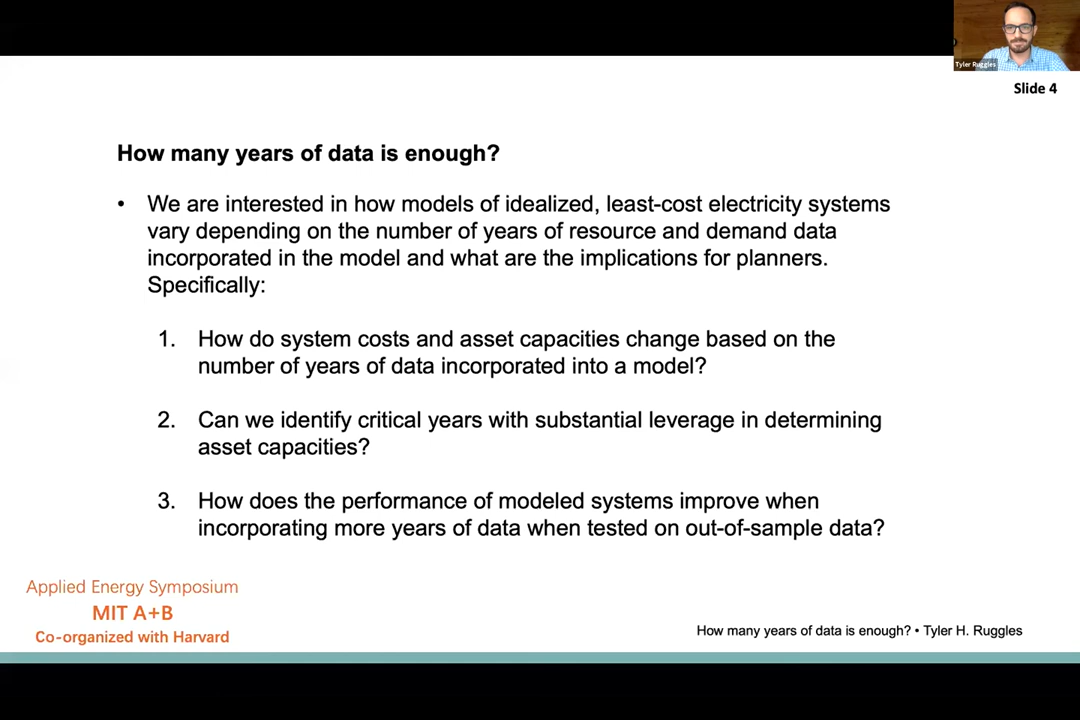 Tyler Ruggles
Slide 4
How many years of data is enough?
• We are interested in how models of idealized, least-cost electricity systems
vary depending on the number of years of resource and demand data
incorporated in the model and what are the implications for planners.
Specifically:
1. How do system costs and asset capacities change based on the
number of years of data incorporated into a model?
2. Can we identify critical years with substantial leverage in determining
asset capacities?
3. How does the performance of modeled systems improve when
incorporating more years of data when tested on out-of-sample data?
Applied Energy Symposium
MIT A+B
Co-organized with Harvard
How many years of data is enough? • Tyler H. Ruggles